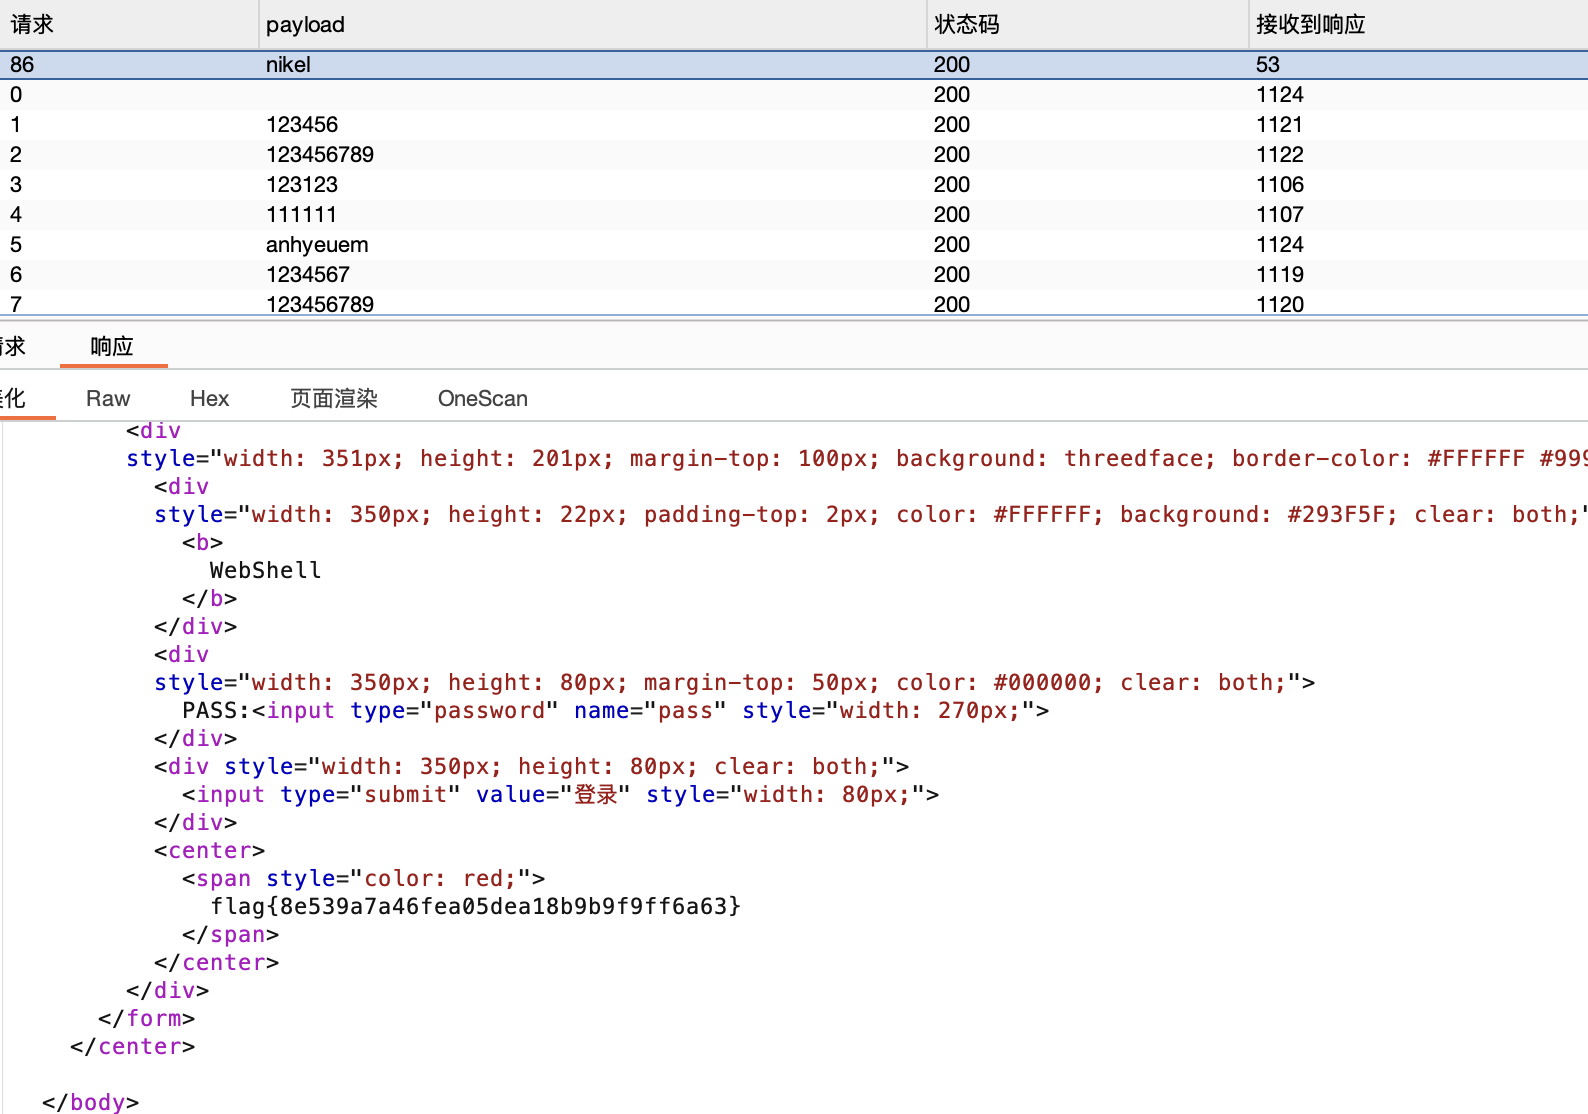 请求 payload 状态码 接收到响应
86 nikel 200 53
0 200 1124
1 123456 200 1121
2 123456789 200 1122
3 123123 200 1106
4 111111 200 1107
5 anhyeuem 200 1124
6 1234567 200 1119
7 123456789 200 1120
求 响应
化 Raw Hex 页面渲染 OneScan
<div
style="width: 351px; height: 201px; margin-top: 100px; background: threedface; border-color: #FFFFFF #999
<div
style="width: 350px; height: 22px; padding-top: 2px; color: #FFFFFF; background: #293F5F; clear: both;"
<b>
WebShell
</b>
</div>
<div
style="width: 350px; height: 80px; margin-top: 50px; color: #000000; clear: both;">
PASS:<input type="password" name="pass" style="width: 270px;">
</div>
<div style="width: 350px; height: 80px; clear: both;">
<input type="submit" value="登录" style="width: 80px;">
</div>
<center>
<span style="color: red;">
flag{8e539a7a46fea05dea18b9b9f9ff6a63}
</span>
</center>
</div>
</form>
</center>
</body>